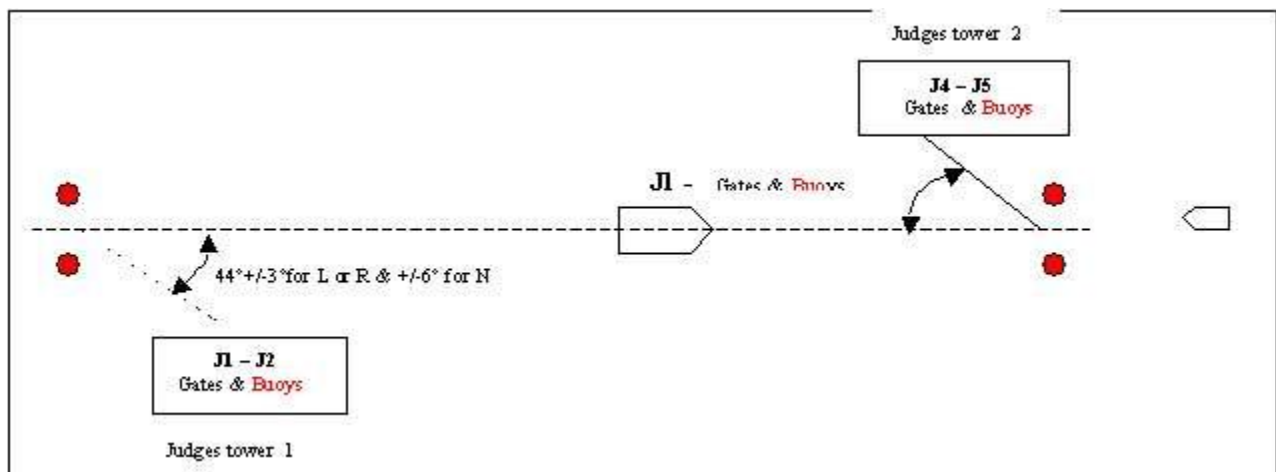 Judges tower 2
J4 – J5
Gates & Buoys
J1 – Gates & Buoys
44°+/-3°for L or R & +/-6° for N
J1 – J2
Gates & Buoys
Judges tower 1